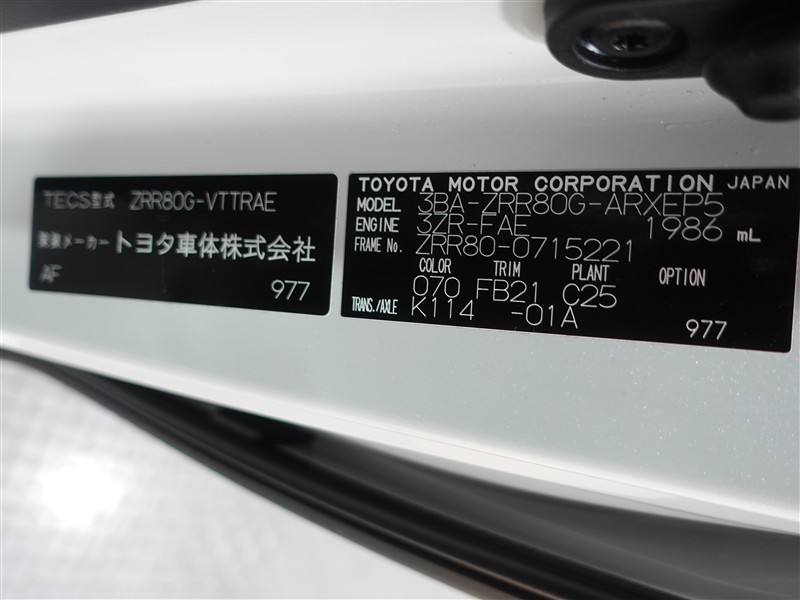 TECS型式 ZRR80G-VTTRAE
架装メーカー トヨタ車体株式会社
AF 977
TOYOTA MOTOR CORPORATION JAPAN
MODEL 3BA-ZRR80G-ARXEP5
ENGINE 3ZR-FAE 1986 mL
FRAME No. ZRR80-0715221
COLOR TRIM PLANT OPTION
070 FB21 C25
TRANS./AXLE K114 -01A
977